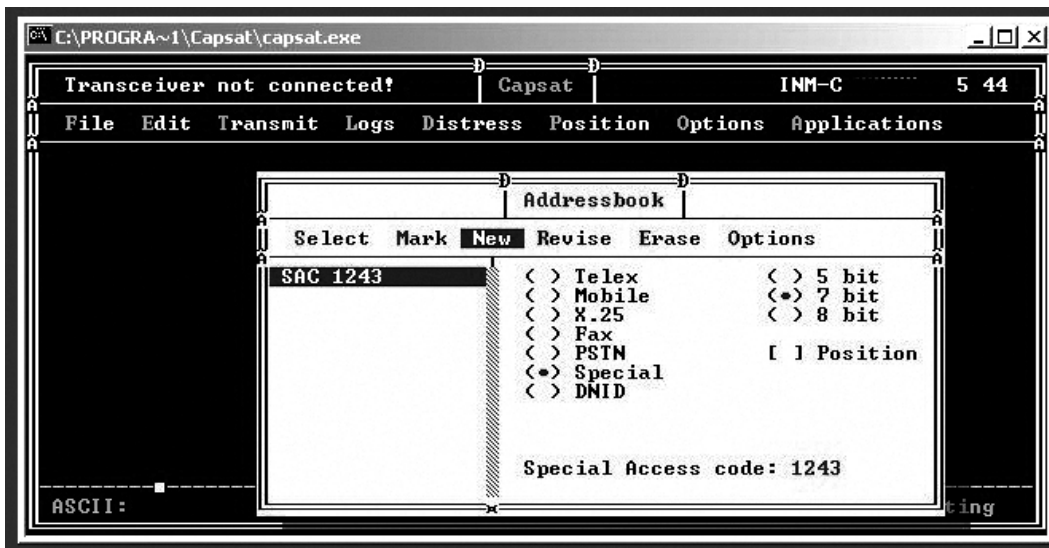 C:\PROGRA~1\Capsat\capsat.exe
Transceiver not connected! Capsat INM-C 5 44
File Edit Transmit Logs Distress Position Options Applications
Addressbook
Select Mark New Revise Erase Options
SAC 1243
( ) Telex ( ) 5 bit
( ) Mobile (•) 7 bit
( ) X.25 ( ) 8 bit
( ) Fax
( ) PSTN [ ] Position
(•) Special
( ) DNID
Special Access code: 1243
ASCII: ting